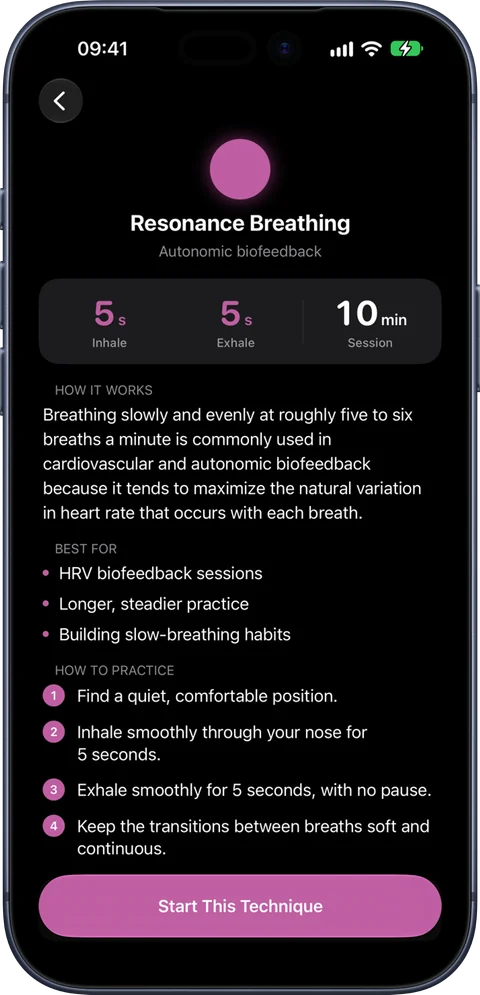 09:41
Resonance Breathing
Autonomic biofeedback
5 s 5 s 10 min
Inhale Exhale Session
HOW IT WORKS
Breathing slowly and evenly at roughly five to six
breaths a minute is commonly used in
cardiovascular and autonomic biofeedback
because it tends to maximize the natural variation
in heart rate that occurs with each breath.
BEST FOR
• HRV biofeedback sessions
• Longer, steadier practice
• Building slow-breathing habits
HOW TO PRACTICE
1 Find a quiet, comfortable position.
2 Inhale smoothly through your nose for
5 seconds.
3 Exhale smoothly for 5 seconds, with no pause.
4 Keep the transitions between breaths soft and
continuous.
Start This Technique